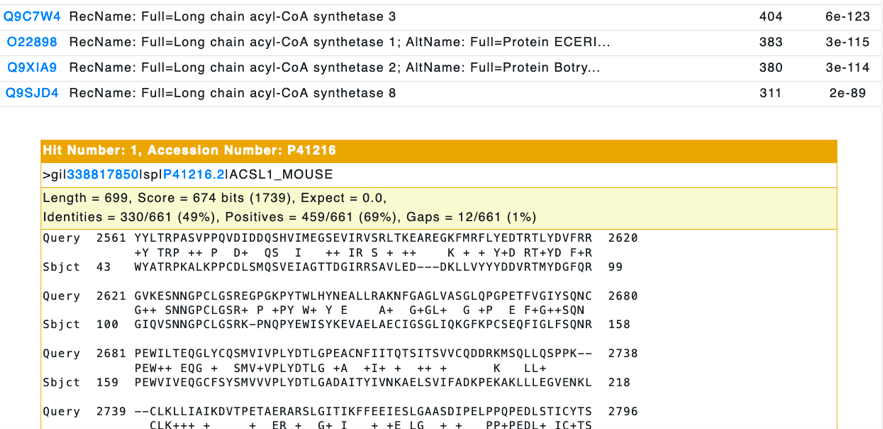 Q9C7W4 RecName: Full=Long chain acyl-CoA synthetase 3 404 6e-123
O22898 RecName: Full=Long chain acyl-CoA synthetase 1; AltName: Full=Protein ECERI... 383 3e-115
Q9XIA9 RecName: Full=Long chain acyl-CoA synthetase 2; AltName: Full=Protein Botry... 380 3e-114
Q9SJD4 RecName: Full=Long chain acyl-CoA synthetase 8 311 2e-89
Hit Number: 1, Accession Number: P41216
>gi|338817850|sp|P41216.2|ACSL1_MOUSE
Length = 699, Score = 674 bits (1739), Expect = 0.0,
Identities = 330/661 (49%), Positives = 459/661 (69%), Gaps = 12/661 (1%)
Query 2561 YYLTRPASVPPQVDIDDQSHVIMEGSEVIRVSRLTKEAREGKFMRFLYEDTRTLYDVFRR 2620
+Y TRP ++ P D+ QS I ++ IR S + ++ K + + Y+D RT+YD F+R
Sbjct 43 WYATRPKALKPPCDLSMQSVEIAGTTDGIRRSAVLED---DKLLVYYYDDVRTMYDGFQR 99
Query 2621 GVKESNNGPCLGSREGPGKPYTWLHYNEALLRAKNFGAGLVASGLQPGPETFVGIYSQNC 2680
G++ SNNGPCLGSR+ P +PY W+ Y E A+ G+GL+ G +P E F+G++SQN
Sbjct 100 GIQVSNNGPCLGSRK-PNQPYEWISYKEVAELAECIGSGLIQKGFKPCSEQFIGLFSQNR 158
Query 2681 PEWILTEQGLYCQSMVIVPLYDTLGPEACNFIITQTSITSVVCQDDRKMSQLLQSPPK-- 2738
PEW++ EQG + SMV+VPLYDTLG +A ++I+ + ++ + K LL+
Sbjct 159 PEWVIVEQGCFSYSMVVVPLYDTLGADAITYIVNKAELSVIFADKPEKAKLLLEGVENKL 218
Query 2739 --CLKLLIAIKDVTPETAERARSLGITIKFFEEIESLGAASDIPELPPQPEDLSTICYTS 2796
CLK+++ + + ER + G+ I + +E LG + + PP+PEDL+ IC+TS